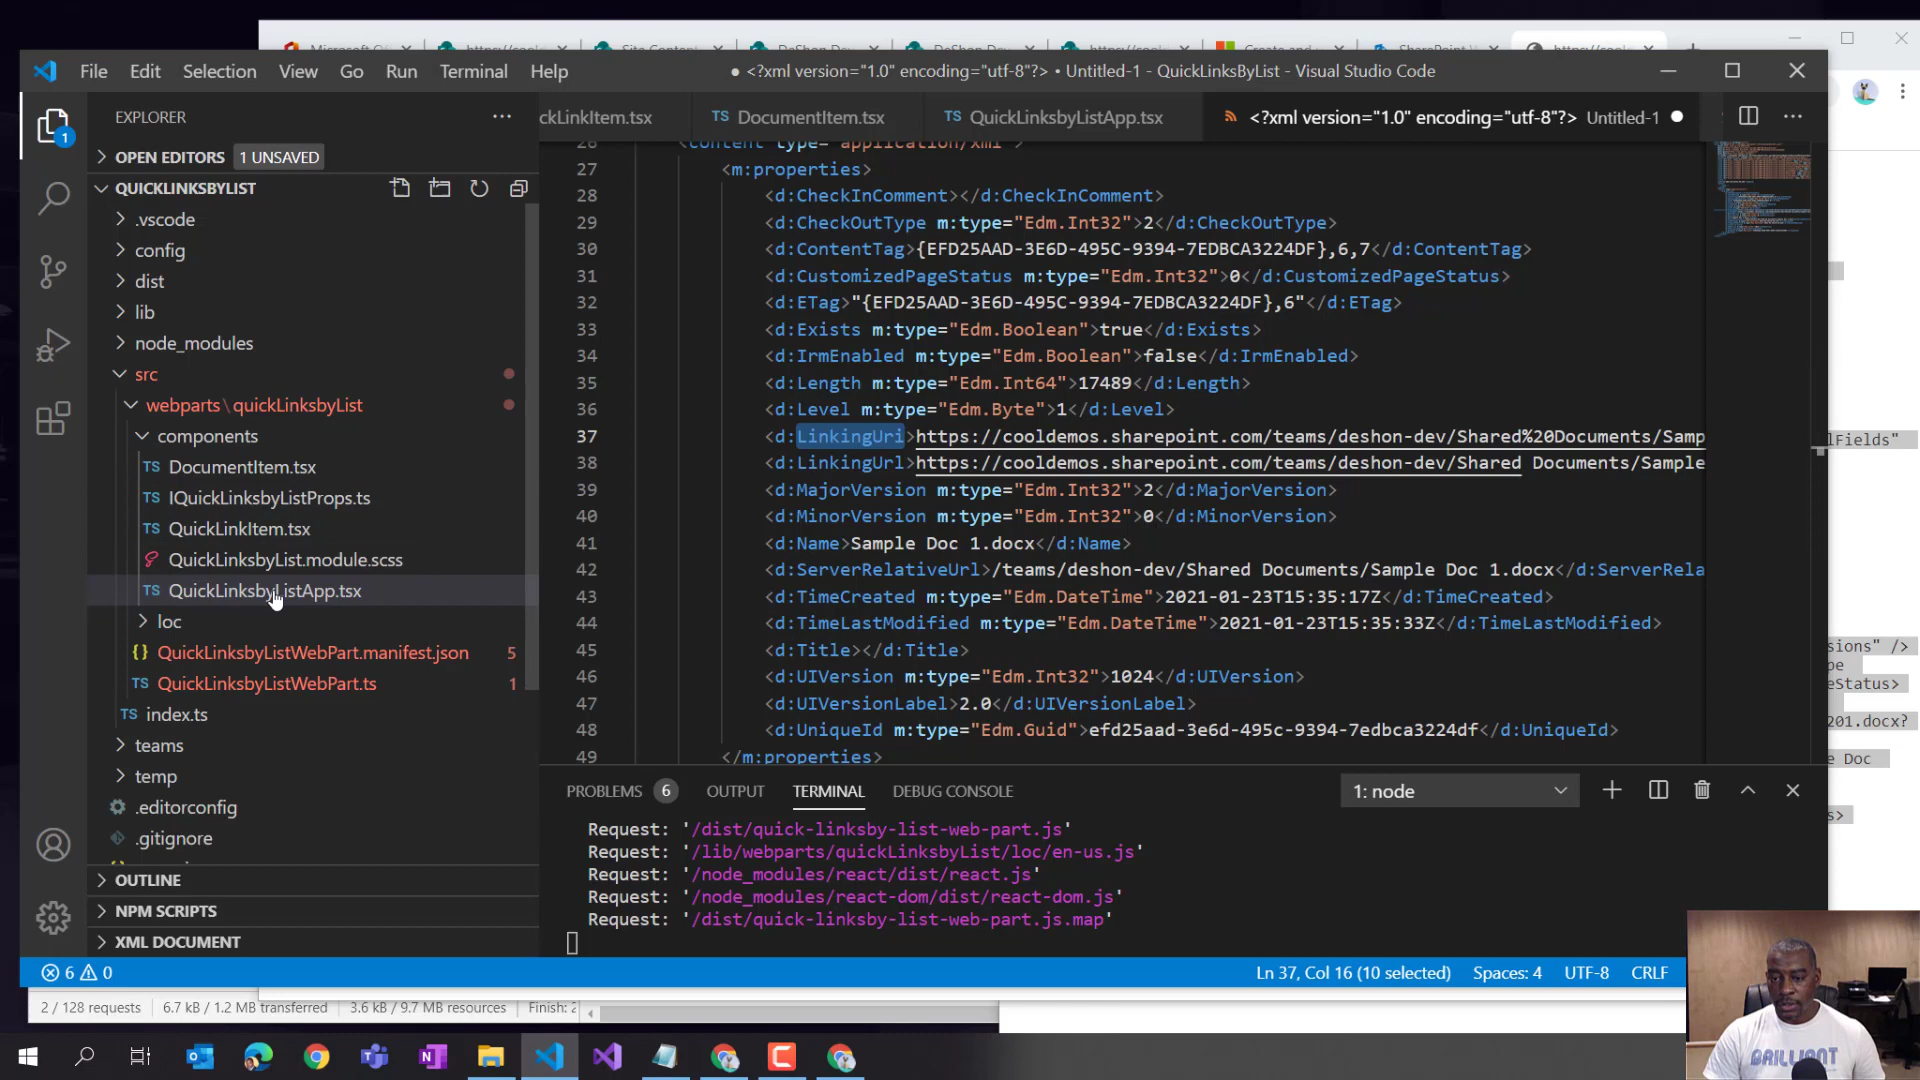 File Edit Selection View Go Run Terminal Help
● <?xml version="1.0" encoding="utf-8"?> • Untitled-1 - QuickLinksByList - Visual Studio Code
EXPLORER
ckLinkItem.tsx
TS DocumentItem.tsx
TS QuickLinksbyListApp.tsx
<?xml version="1.0" encoding="utf-8"?> Untitled-1
OPEN EDITORS 1 UNSAVED
QUICKLINKSBYLIST
.vscode
config
dist
lib
node_modules
src
webparts\quickLinksbyList
components
TS DocumentItem.tsx
TS IQuickLinksbyListProps.tsx
TS QuickLinkItem.tsx
QuickLinksbyList.module.scss
TS QuickLinksbyListApp.tsx
loc
{} QuickLinksbyListWebPart.manifest.json 5
TS QuickLinksbyListWebPart.ts 1
TS index.ts
teams
temp
.editorconfig
.gitignore
OUTLINE
NPM SCRIPTS
XML DOCUMENT
26 <content type="application/xml">
27 <m:properties>
28 <d:CheckInComment></d:CheckInComment>
29 <d:CheckOutType m:type="Edm.Int32">2</d:CheckOutType>
30 <d:ContentTag>{EFD25AAD-3E6D-495C-9394-7EDBCA3224DF},6,7</d:ContentTag>
31 <d:CustomizedPageStatus m:type="Edm.Int32">0</d:CustomizedPageStatus>
32 <d:ETag>"{EFD25AAD-3E6D-495C-9394-7EDBCA3224DF},6"</d:ETag>
33 <d:Exists m:type="Edm.Boolean">true</d:Exists>
34 <d:IrmEnabled m:type="Edm.Boolean">false</d:IrmEnabled>
35 <d:Length m:type="Edm.Int64">17489</d:Length>
36 <d:Level m:type="Edm.Byte">1</d:Level>
37 <d:LinkingUri>https://cooldemos.sharepoint.com/teams/deshon-dev/Shared%20Documents/Samp
38 <d:LinkingUrl>https://cooldemos.sharepoint.com/teams/deshon-dev/Shared Documents/Sample
39 <d:MajorVersion m:type="Edm.Int32">2</d:MajorVersion>
40 <d:MinorVersion m:type="Edm.Int32">0</d:MinorVersion>
41 <d:Name>Sample Doc 1.docx</d:Name>
42 <d:ServerRelativeUrl>/teams/deshon-dev/Shared Documents/Sample Doc 1.docx</d:ServerRela
43 <d:TimeCreated m:type="Edm.DateTime">2021-01-23T15:35:17Z</d:TimeCreated>
44 <d:TimeLastModified m:type="Edm.DateTime">2021-01-23T15:35:33Z</d:TimeLastModified>
45 <d:Title></d:Title>
46 <d:UIVersion m:type="Edm.Int32">1024</d:UIVersion>
47 <d:UIVersionLabel>2.0</d:UIVersionLabel>
48 <d:UniqueId m:type="Edm.Guid">efd25aad-3e6d-495c-9394-7edbca3224df</d:UniqueId>
49 </m:properties>
PROBLEMS 6 OUTPUT TERMINAL DEBUG CONSOLE 1: node
Request: '/dist/quick-linksby-list-web-part.js'
Request: '/lib/webparts/quickLinksbyList/loc/en-us.js'
Request: '/node_modules/react/dist/react.js'
Request: '/node_modules/react-dom/dist/react-dom.js'
Request: '/dist/quick-linksby-list-web-part.js.map'
6 0
Ln 37, Col 16 (10 selected) Spaces: 4 UTF-8 CRLF
2 / 128 requests 6.7 kB / 1.2 MB transferred 3.6 kB / 9.7 MB resources Finish:
lFields"
sions" />
pe
eStatus>
201.docx?
e Doc
s>
BRILLIANT
1